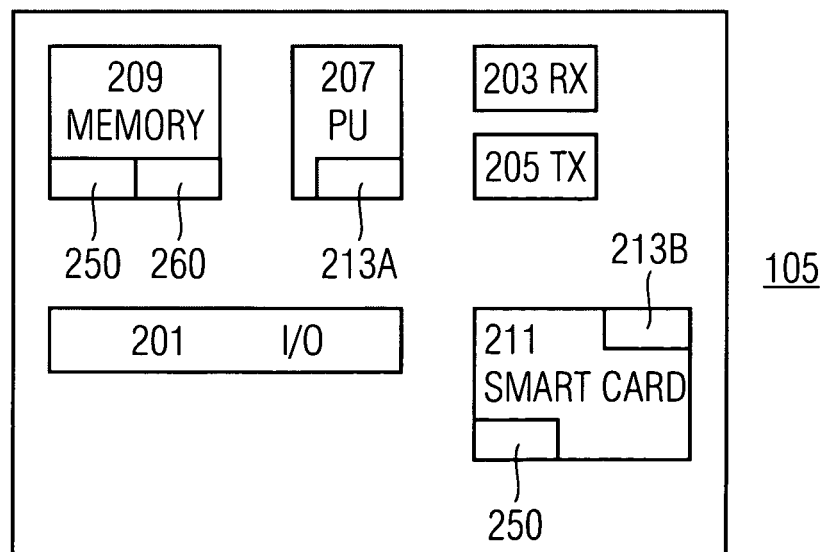 209
MEMORY
207
PU
203 RX
205 TX
250 260
213A
213B
105
201 I/O
211
SMART CARD
250